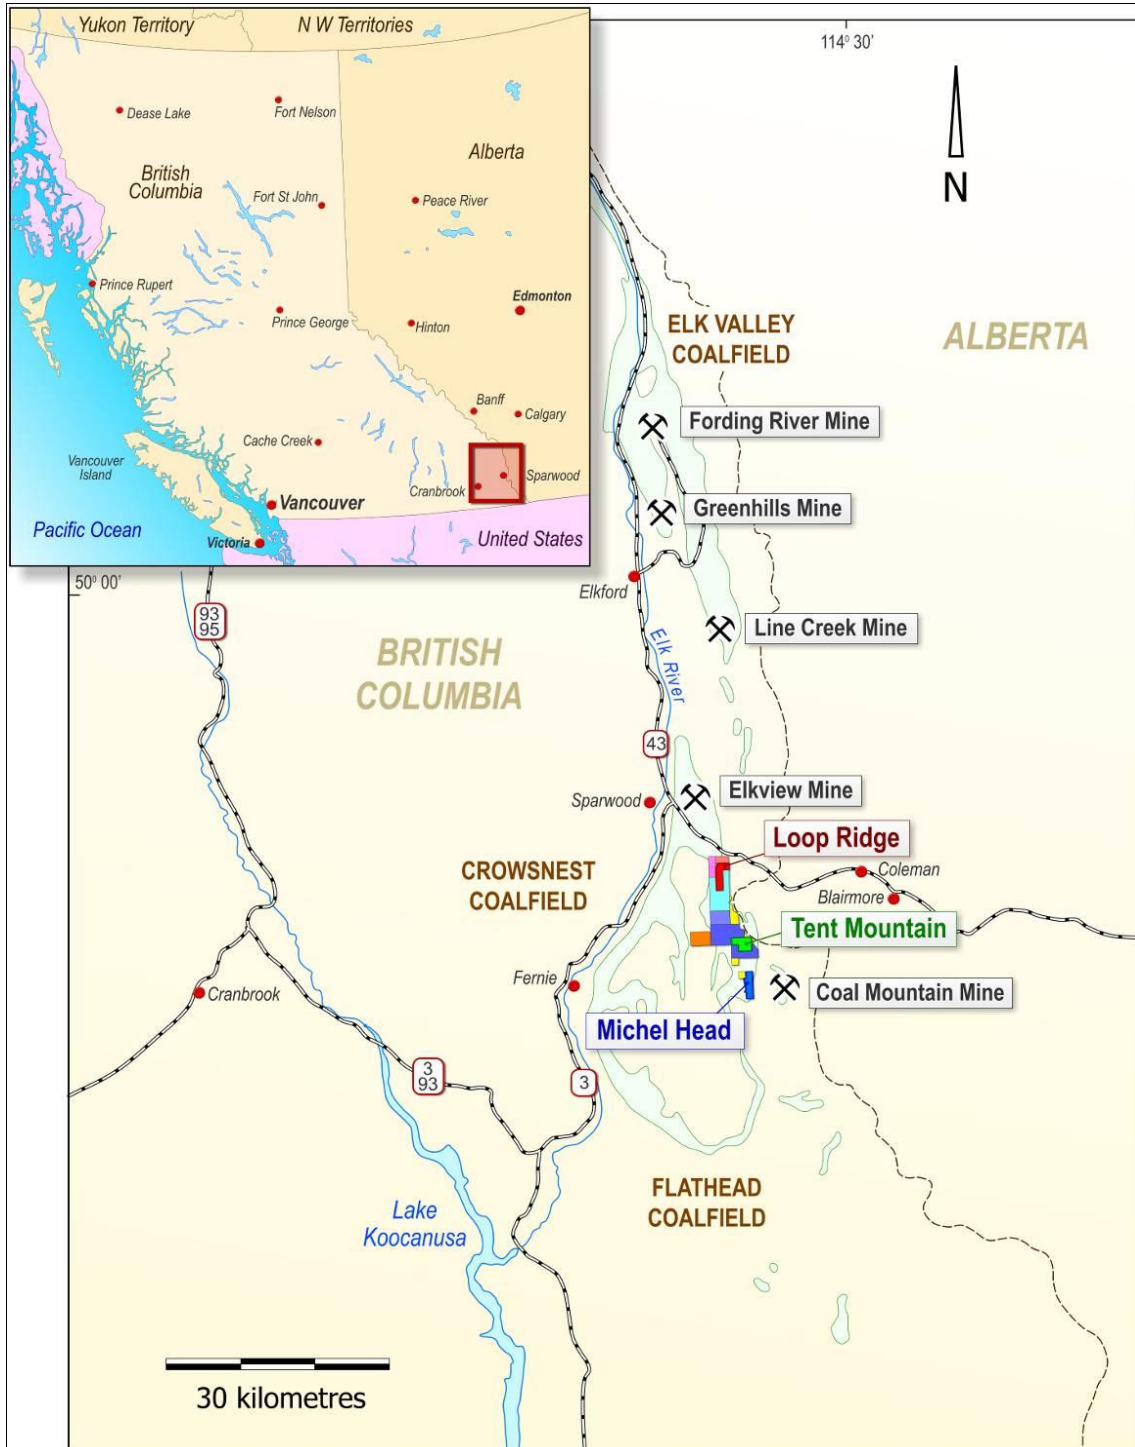 Yukon Territory
N W Territories
Dease Lake
Fort Nelson
British
Columbia
Alberta
Fort St John
Peace River
Prince Rupert
Prince George
Hinton
Edmonton
Banff
Calgary
Cache Creek
Vancouver
Island
Cranbrook
Sparwood
Vancouver
Pacific Ocean
Victoria
United States
114° 30'
N
ELK VALLEY
COALFIELD
ALBERTA
Fording River Mine
Greenhills Mine
50° 00'
Elkford
93
95
Line Creek Mine
BRITISH
COLUMBIA
Elk River
43
Sparwood
Elkview Mine
Loop Ridge
CROWSNEST
COALFIELD
Coleman
Blairmore
Tent Mountain
Fernie
Cranbrook
Coal Mountain Mine
Michel Head
3
93
3
FLATHEAD
COALFIELD
Lake
Koocanusa
30 kilometres